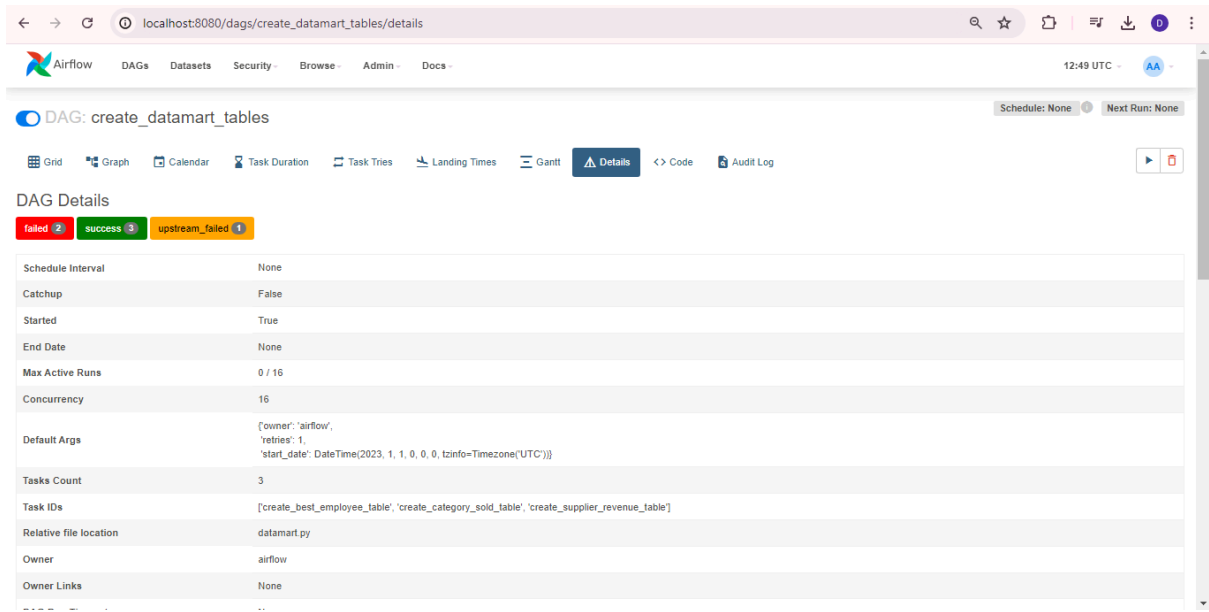 localhost:8080/dags/create_datamart_tables/details
D
Airflow DAGs Datasets Security Browse Admin Docs 12:49 UTC AA
DAG: create_datamart_tables Schedule: None Next Run: None
Grid Graph Calendar Task Duration Task Tries Landing Times Gantt Details <> Code Audit Log
DAG Details
failed 2 success 3 upstream_failed 1
Schedule Interval None
Catchup False
Started True
End Date None
Max Active Runs 0 / 16
Concurrency 16
Default Args {'owner': 'airflow',
'retries': 1,
'start_date': DateTime(2023, 1, 1, 0, 0, 0, tzinfo=Timezone('UTC'))}
Tasks Count 3
Task IDs ['create_best_employee_table', 'create_category_sold_table', 'create_supplier_revenue_table']
Relative file location datamart.py
Owner airflow
Owner Links None